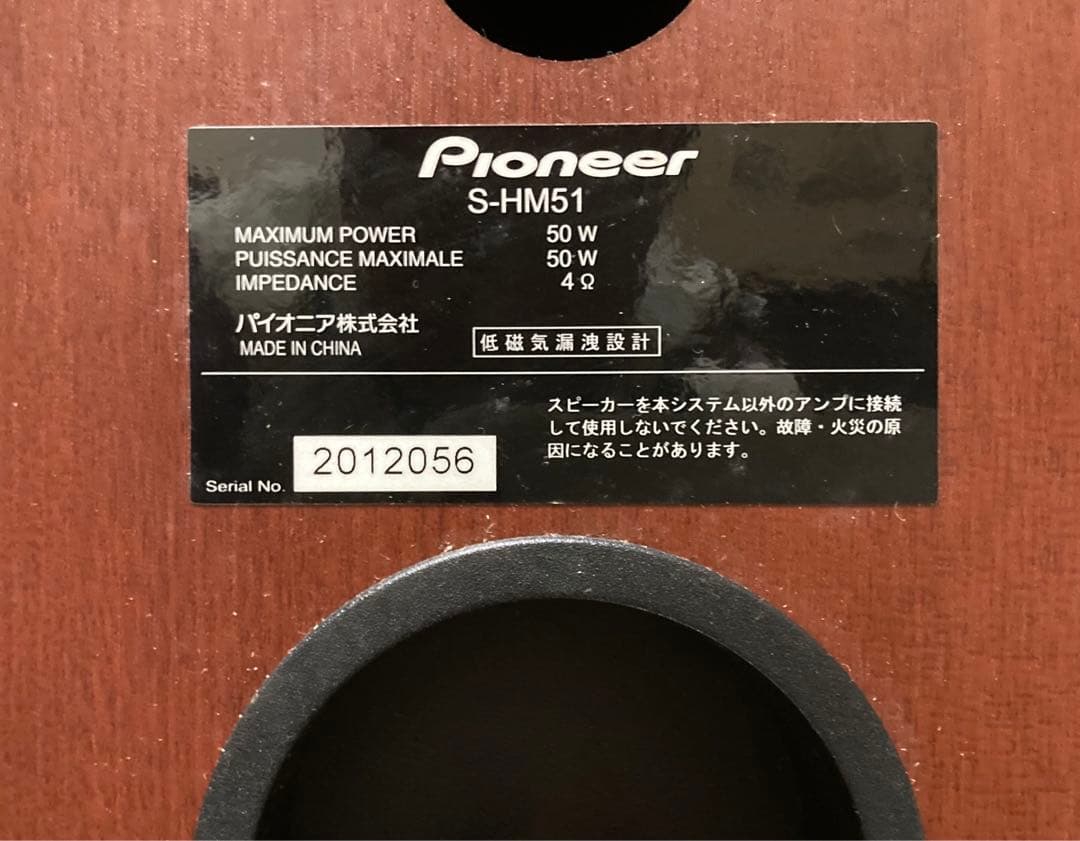 Pioneer
S-HM51
MAXIMUM POWER 50 W
PUISSANCE MAXIMALE 50 W
IMPEDANCE 4 Ω
パイオニア株式会社
MADE IN CHINA
低磁気漏洩設計
スピーカーを本システム以外のアンプに接続
して使用しないでください。故障・火災の原
因になることがあります。
Serial No. 2012056